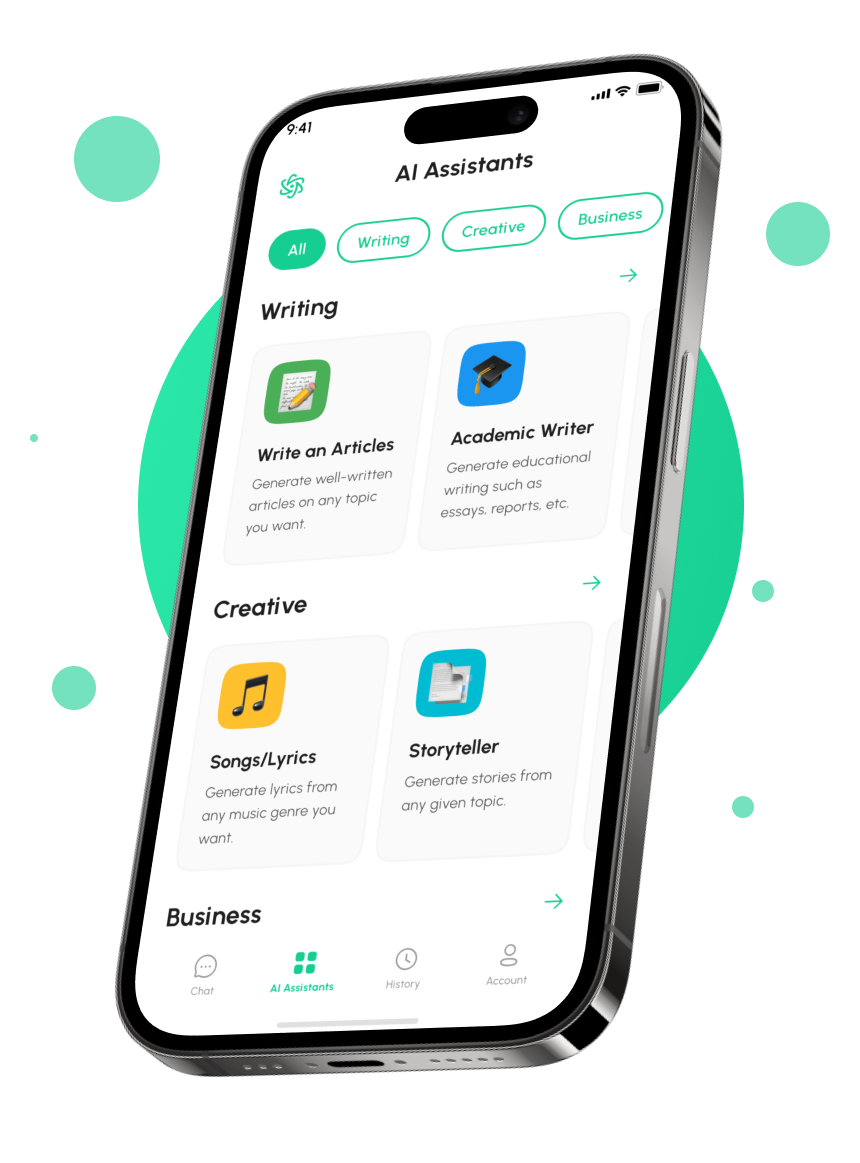 9:41
AI Assistants
All
Writing
Creative
Business
Writing
Write an Articles
Generate well-written
articles on any topic
you want.
Academic Writer
Generate educational
writing such as
essays, reports, etc.
Creative
Songs/Lyrics
Generate lyrics from
any music genre you
want.
Storyteller
Generate stories from
any given topic.
Business
Chat
AI Assistants
History
Account